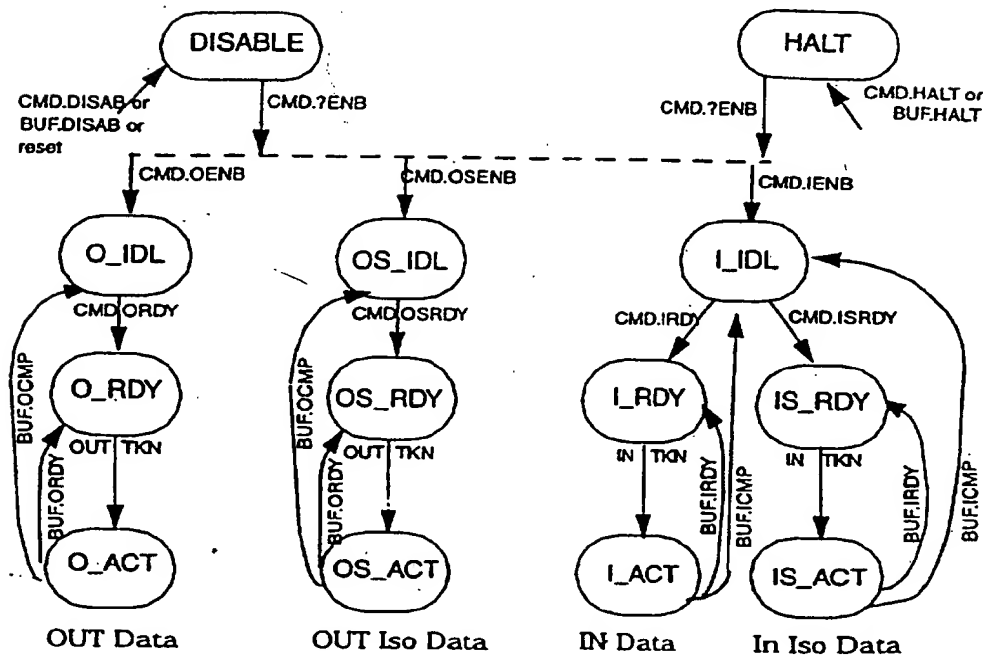 DISABLE
HALT
CMD.DISAB or
BUF.DISAB or
reset
CMD.?ENB
CMD.?ENB
CMD.HALT or
BUF.HALT
CMD.OENB
CMD.OSENB
CMD.IENB
O_IDL
OS_IDL
I_IDL
CMD.ORDY
CMD.OSRDY
CMD.IRDY
CMD.ISRDY
BUF.OCMP
O_RDY
BUF.OCMP
OS_RDY
I_RDY
IS_RDY
OUT TKN
OUT TKN
IN TKN
IN TKN
BUF.ORDY
BUF.ORDY
BUF.IRDY
BUF.ICMP
BUF.IRDY
BUF.ICMP
O_ACT
OS_ACT
I_ACT
IS_ACT
OUT Data
OUT Iso Data
IN Data
In Iso Data